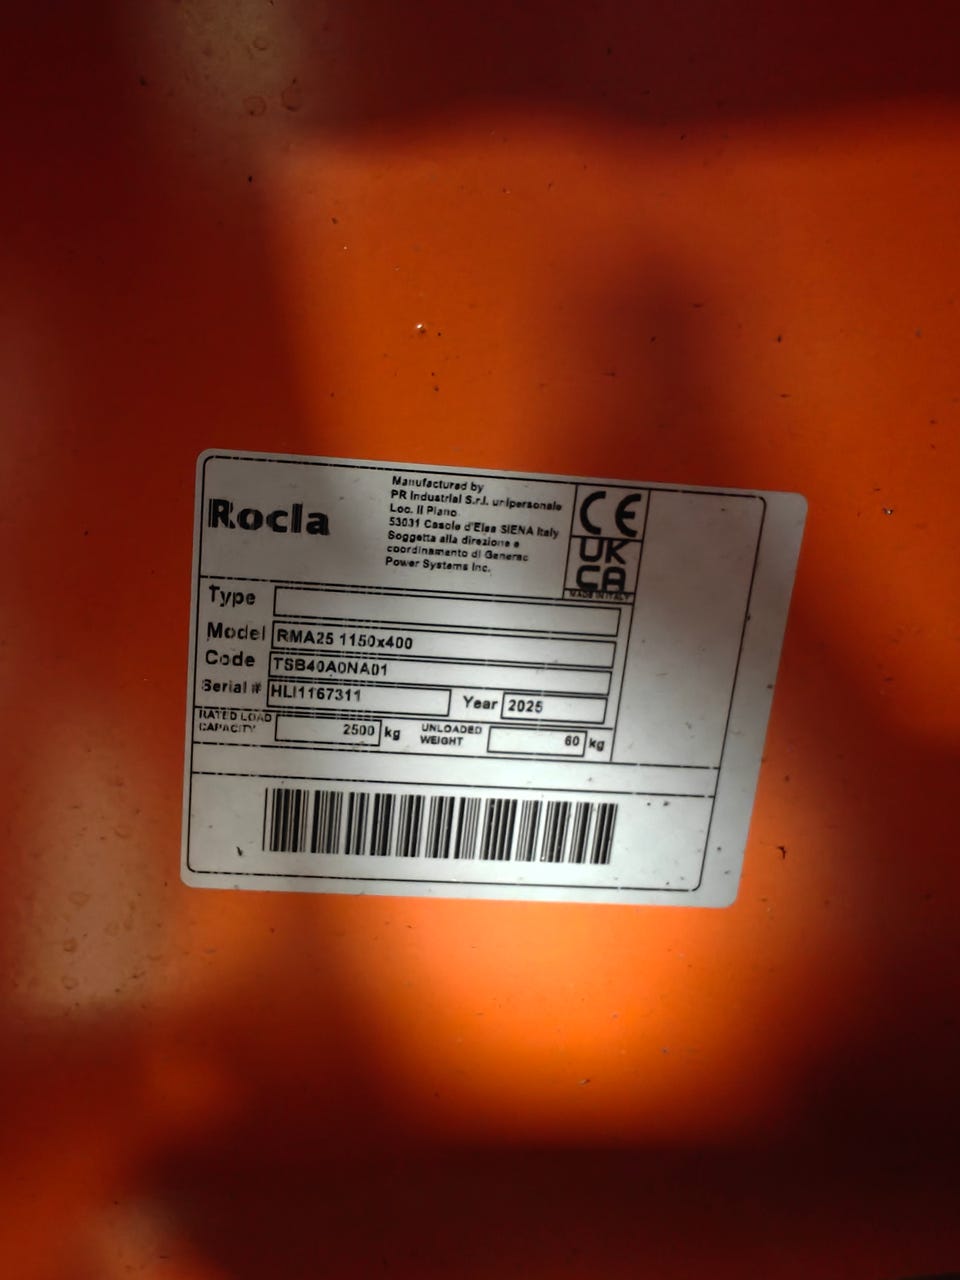 Rocla
Manufactured by
PR Industrial S.r.l. unipersonale
Loc. Il Piano
53031 Casole d'Elsa SIENA Italy
Soggetta alla direzione e
coordinamento di Generac
Power Systems Inc.
CE
UK
CA
MADE IN ITALY
Type
Model RMA25 1150x400
Code TSB40A0NA01
Serial # HLI1167311 Year 2025
RATED LOAD CAPACITY 2500 kg UNLOADED WEIGHT 60 kg